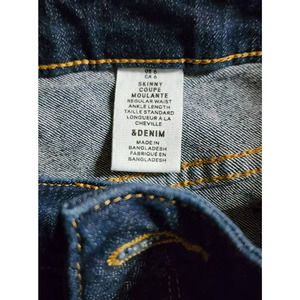 CA 6
SKINNY
COUPE
MOULANTE
REGULAR WAIST
ANKLE LENGTH
TAILLE STANDARD
LONGUEUR A LA
CHEVILLE
&DENIM
MADE IN
BANGLADESH
FABRIQUÉ EN
BANGLADESH